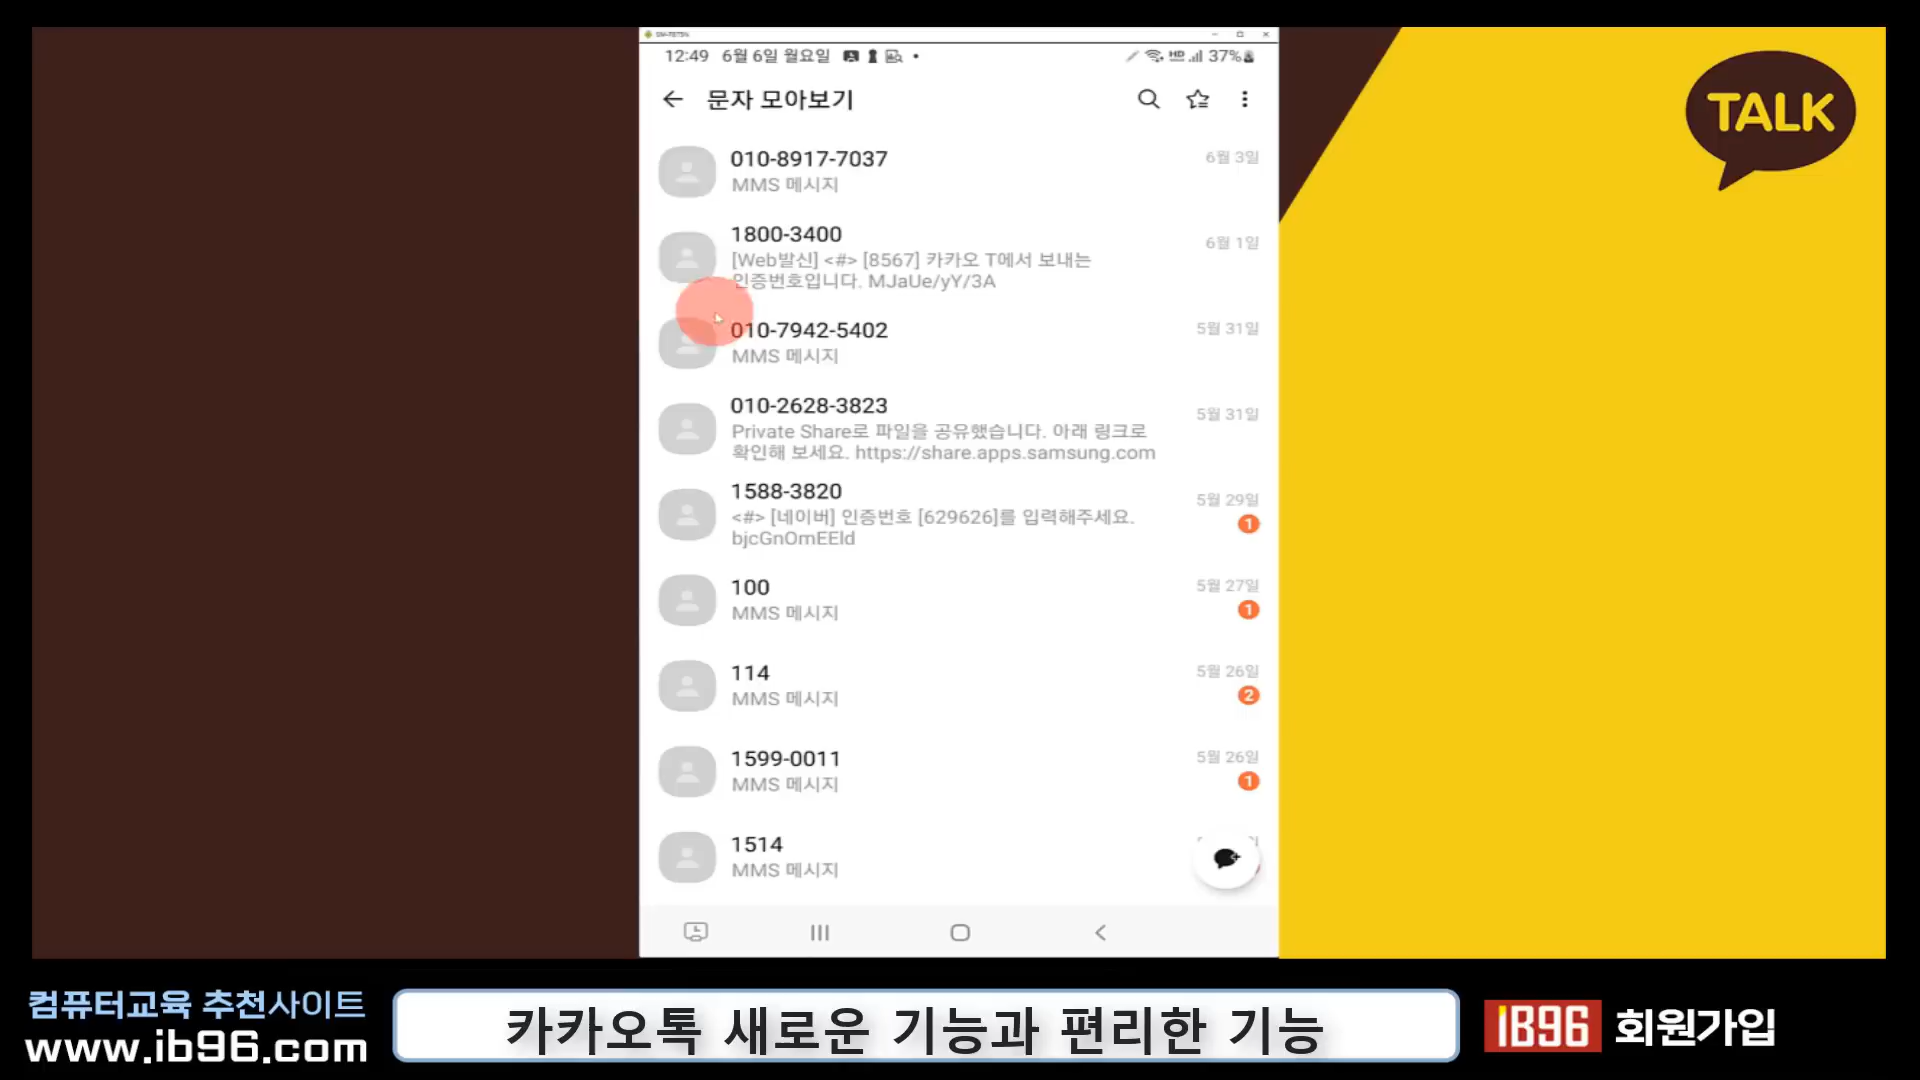 SM-T875N
12:49 6월 6일 월요일 37%
문자 모아보기
010-8917-7037 6월 3일
MMS 메시지
1800-3400 6월 1일
[Web발신] <#> [8567] 카카오 T에서 보내는
인증번호입니다. MJaUe/yY/3A
010-7942-5402 5월 31일
MMS 메시지
010-2628-3823 5월 31일
Private Share로 파일을 공유했습니다. 아래 링크로
확인해 보세요. https://share.apps.samsung.com
1588-3820 5월 29일
<#> [네이버] 인증번호 [629626]를 입력해주세요. 1
bjcGnOmEEld
100 5월 27일
MMS 메시지 1
114 5월 26일
MMS 메시지 2
1599-0011 5월 26일
MMS 메시지 1
1514
MMS 메시지
TALK
컴퓨터교육 추천사이트
www.ib96.com
카카오톡 새로운 기능과 편리한 기능
IB96 회원가입